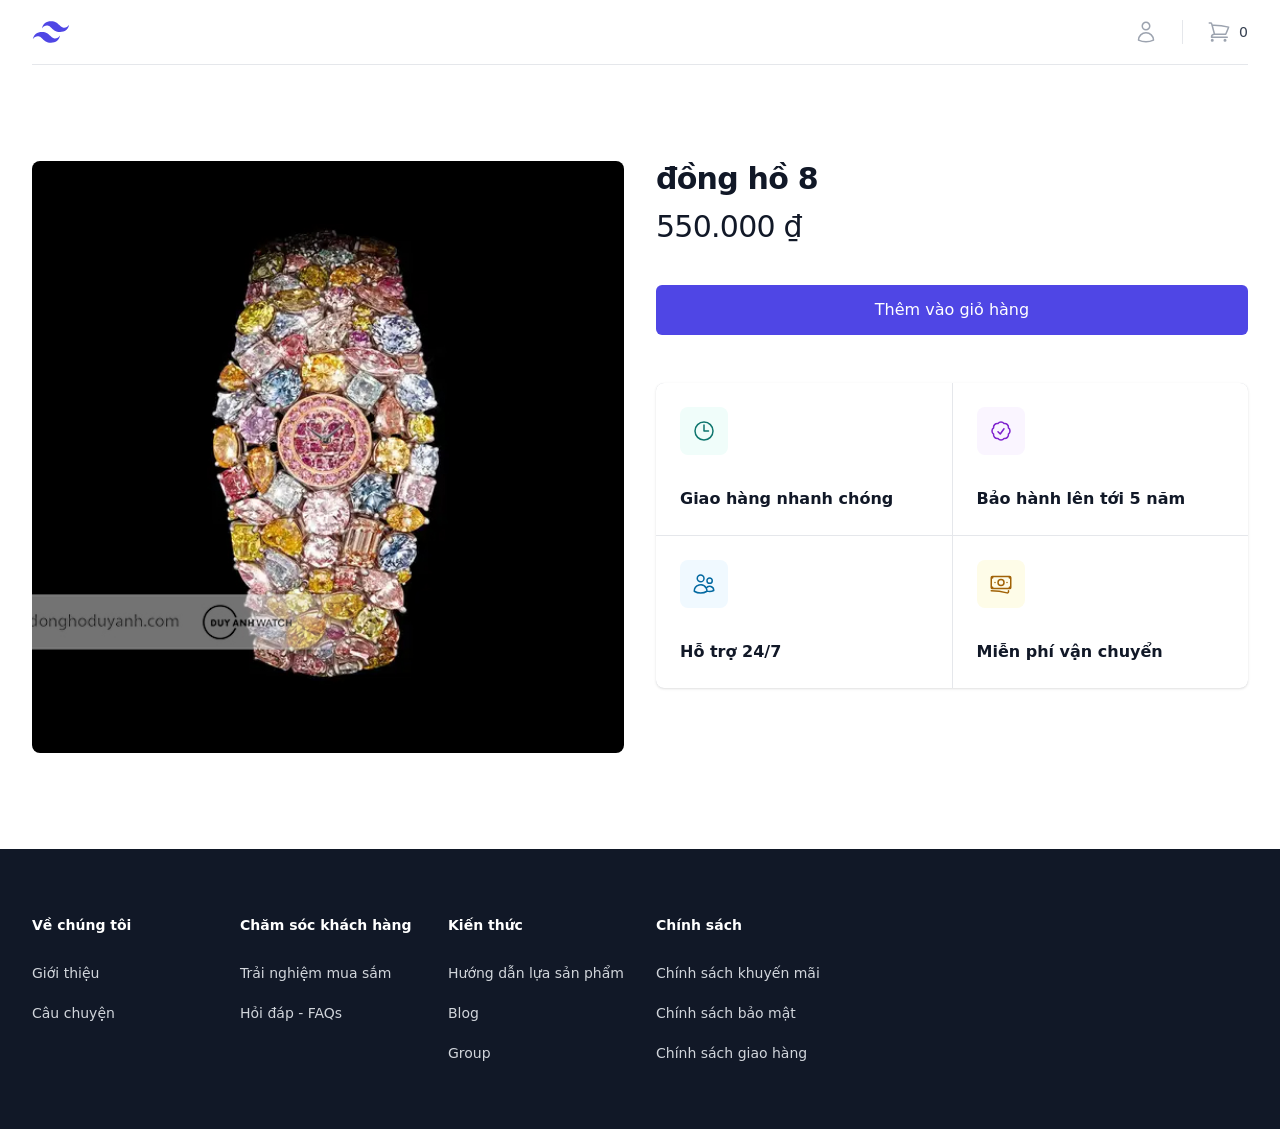 0
đồng hồ 8
550.000 ₫
Thêm vào giỏ hàng
Giao hàng nhanh chóng
Bảo hành lên tới 5 năm
Hỗ trợ 24/7
Miễn phí vận chuyển
donghoduyanh.com
DUY ANH WATCH
Về chúng tôi
Giới thiệu
Câu chuyện
Chăm sóc khách hàng
Trải nghiệm mua sắm
Hỏi đáp - FAQs
Kiến thức
Hướng dẫn lựa sản phẩm
Blog
Group
Chính sách
Chính sách khuyến mãi
Chính sách bảo mật
Chính sách giao hàng